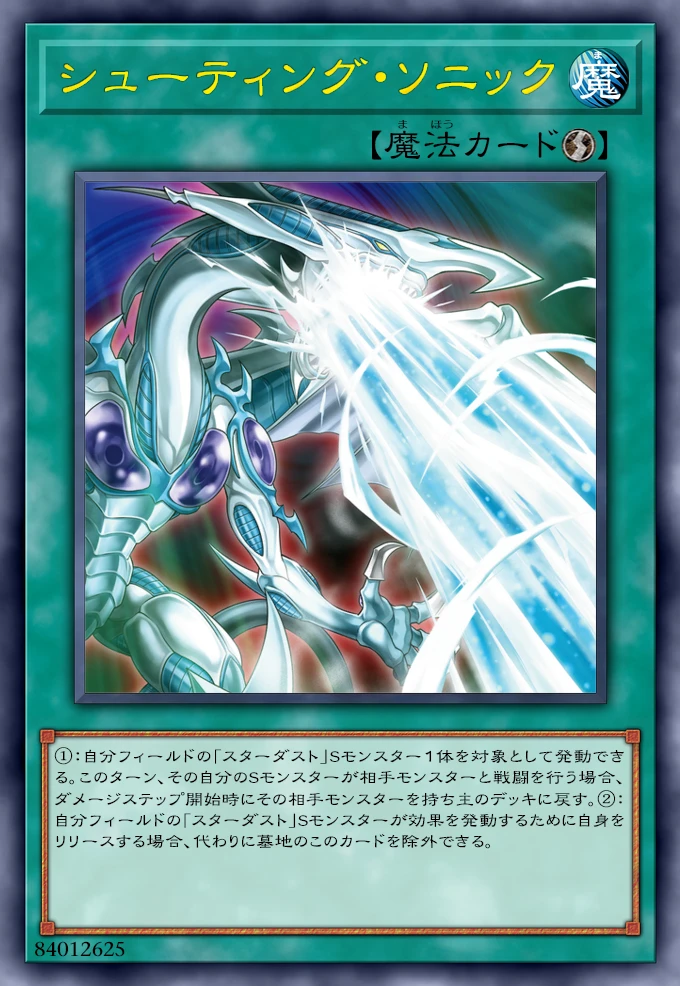 シューティング・ソニック
魔
ま
【魔法カード】
ま ほう
①：自分フィールドの「スターダスト」Sモンスター１体を対象として発動でき
る。このターン、その自分のSモンスターが相手モンスターと戦闘を行う場合、
ダメージステップ開始時にその相手モンスターを持ち主のデッキに戻す。②：
自分フィールドの「スターダスト」Sモンスターが効果を発動するために自身を
リリースする場合、代わりに墓地のこのカードを除外できる。
84012625